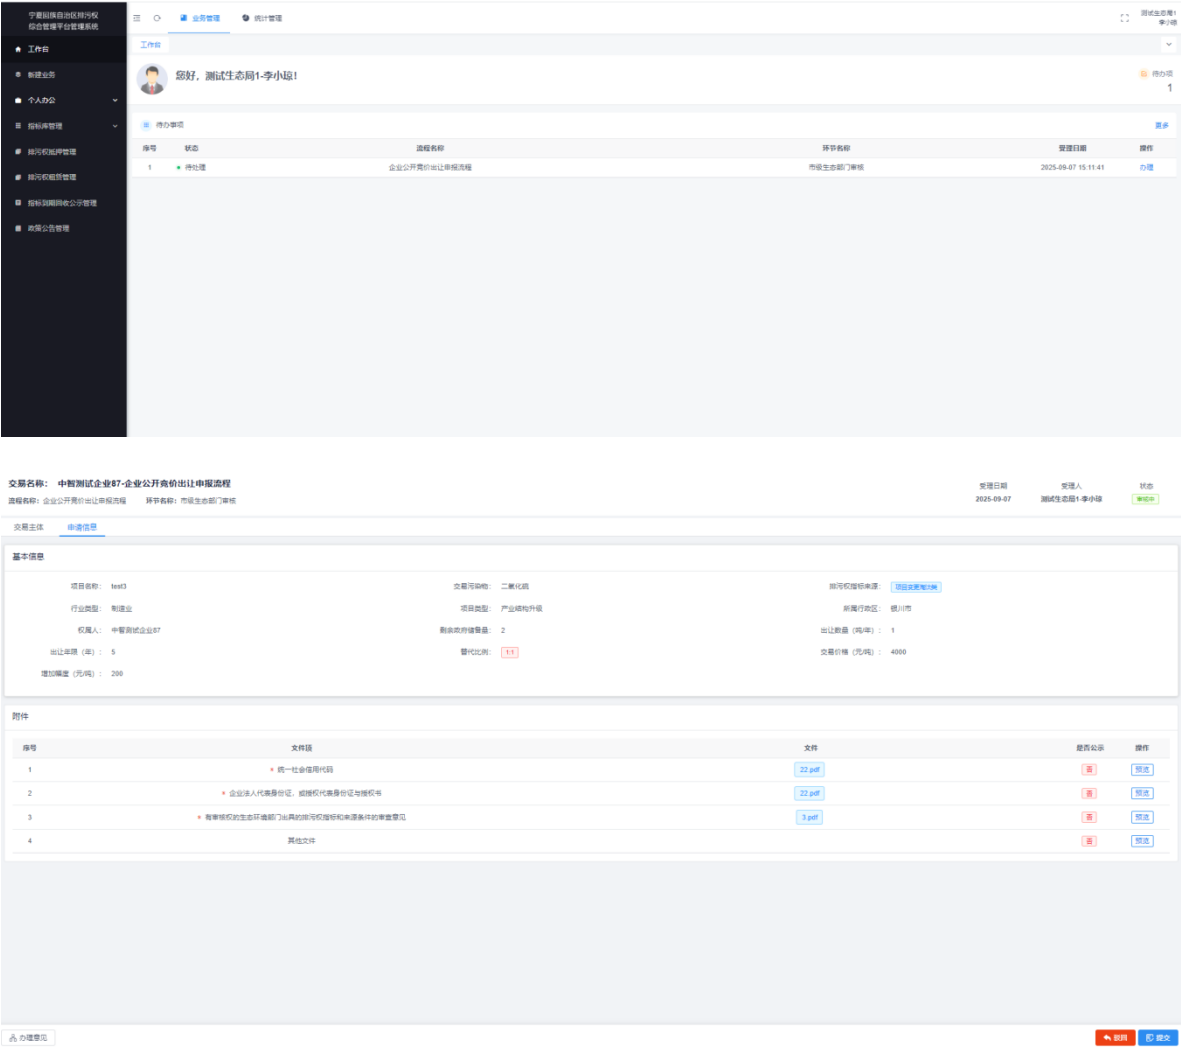 宁夏回族自治区排污权
综合管理平台管理系统
业务管理
统计管理
测试生态局1
李小琼
工作台
工作台
新建业务
个人办公
指标库管理
排污权抵押管理
排污权租赁管理
指标到期回收公示管理
政策公告管理
您好，测试生态局1-李小琼！
待办项
1
待办事项
更多
序号 状态 流程名称 环节名称 受理日期 操作
1 待处理 企业公开竞价出让申报流程 市级生态部门审核 2025-09-07 15:11:41 办理
交易名称： 中智测试企业87-企业公开竞价出让申报流程
流程名称：企业公开竞价出让申报流程 环节名称：市级生态部门审核
受理日期 受理人 状态
2025-09-07 测试生态局1-李小琼 审核中
交易主体 申请信息
基本信息
项目名称： test3 交易污染物： 二氧化硫 排污权指标来源： 项目变更淘汰类
行业类型： 制造业 项目类型： 产业结构升级 所属行政区： 银川市
权属人： 中智测试企业87 剩余政府储备量： 2 出让数量（吨/年）： 1
出让年限（年）： 5 替代比例： 1:1 交易价格（元/吨）： 4000
增加幅度（元/吨）： 200
附件
序号 文件项 文件 是否公示 操作
1 * 统一社会信用代码 22.pdf 否 预览
2 * 企业法人代表身份证、或授权代表身份证与授权书 22.pdf 否 预览
3 * 有审核权的生态环境部门出具的排污权指标和来源条件的审查意见 3.pdf 否 预览
4 其他文件 否 预览
办理意见
驳回 提交